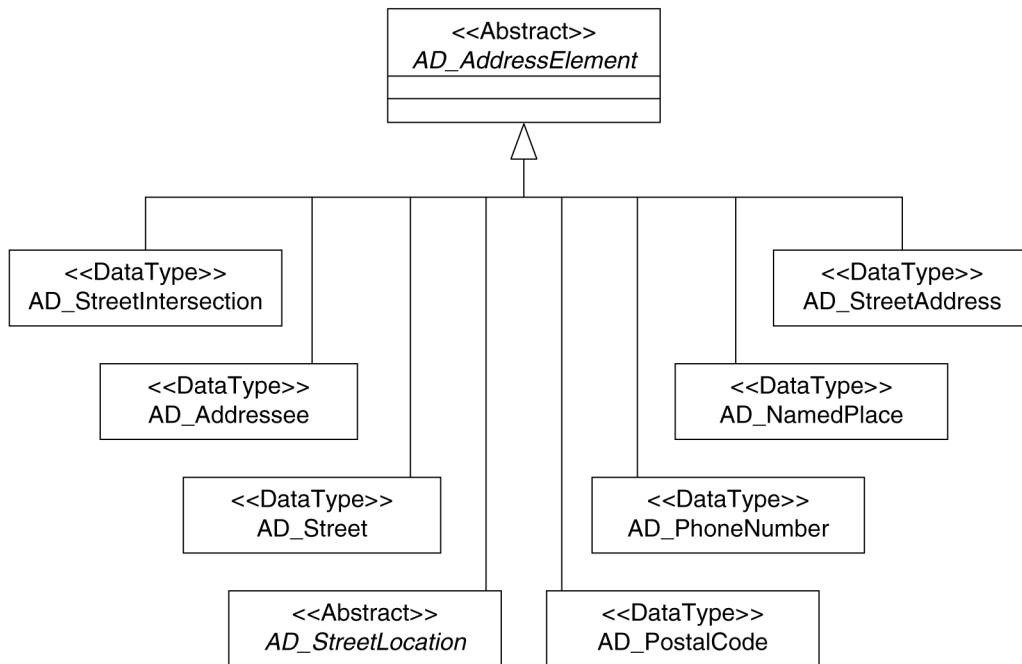 <<Abstract>>
AD_AddressElement
<<DataType>>
AD_StreetIntersection
<<DataType>>
AD_StreetAddress
<<DataType>>
AD_Addressee
<<DataType>>
AD_NamedPlace
<<DataType>>
AD_Street
<<DataType>>
AD_PhoneNumber
<<Abstract>>
AD_StreetLocation
<<DataType>>
AD_PostalCode